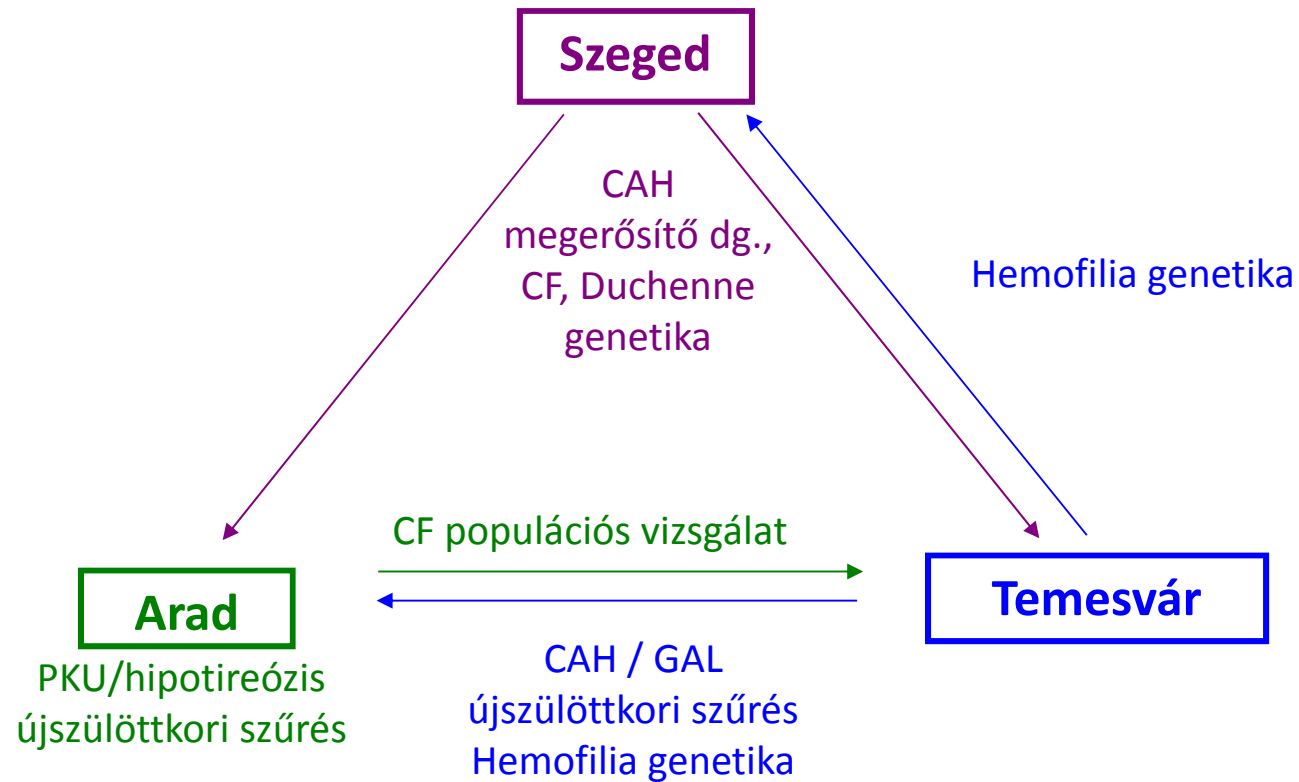 Szeged
CAH
megerősítő dg.,
CF, Duchenne
genetika
Hemofilia genetika
CF populációs vizsgálat
Arad
PKU/hipotireózis
újszülöttkori szűrés
Temesvár
CAH / GAL
újszülöttkori szűrés
Hemofilia genetika